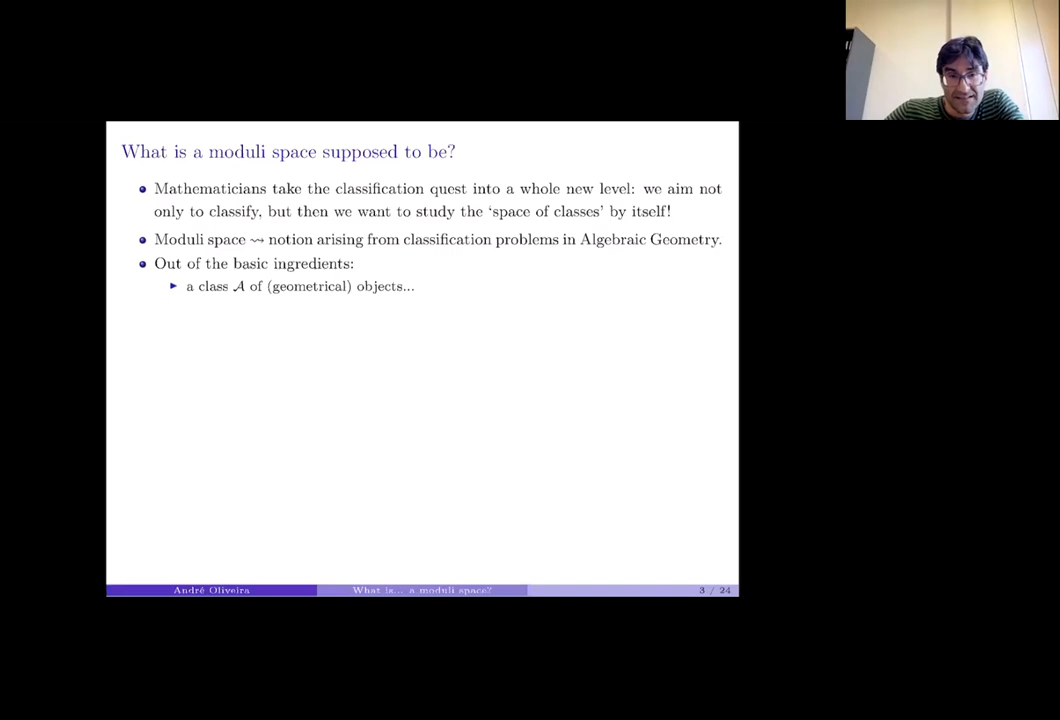 What is a moduli space supposed to be?
Mathematicians take the classification quest into a whole new level: we aim not
only to classify, but then we want to study the ‘space of classes’ by itself!
Moduli space ⇝ notion arising from classification problems in Algebraic Geometry.
Out of the basic ingredients:
a class 𝒜 of (geometrical) objects...
André Oliveira What is... a moduli space? 3 / 24